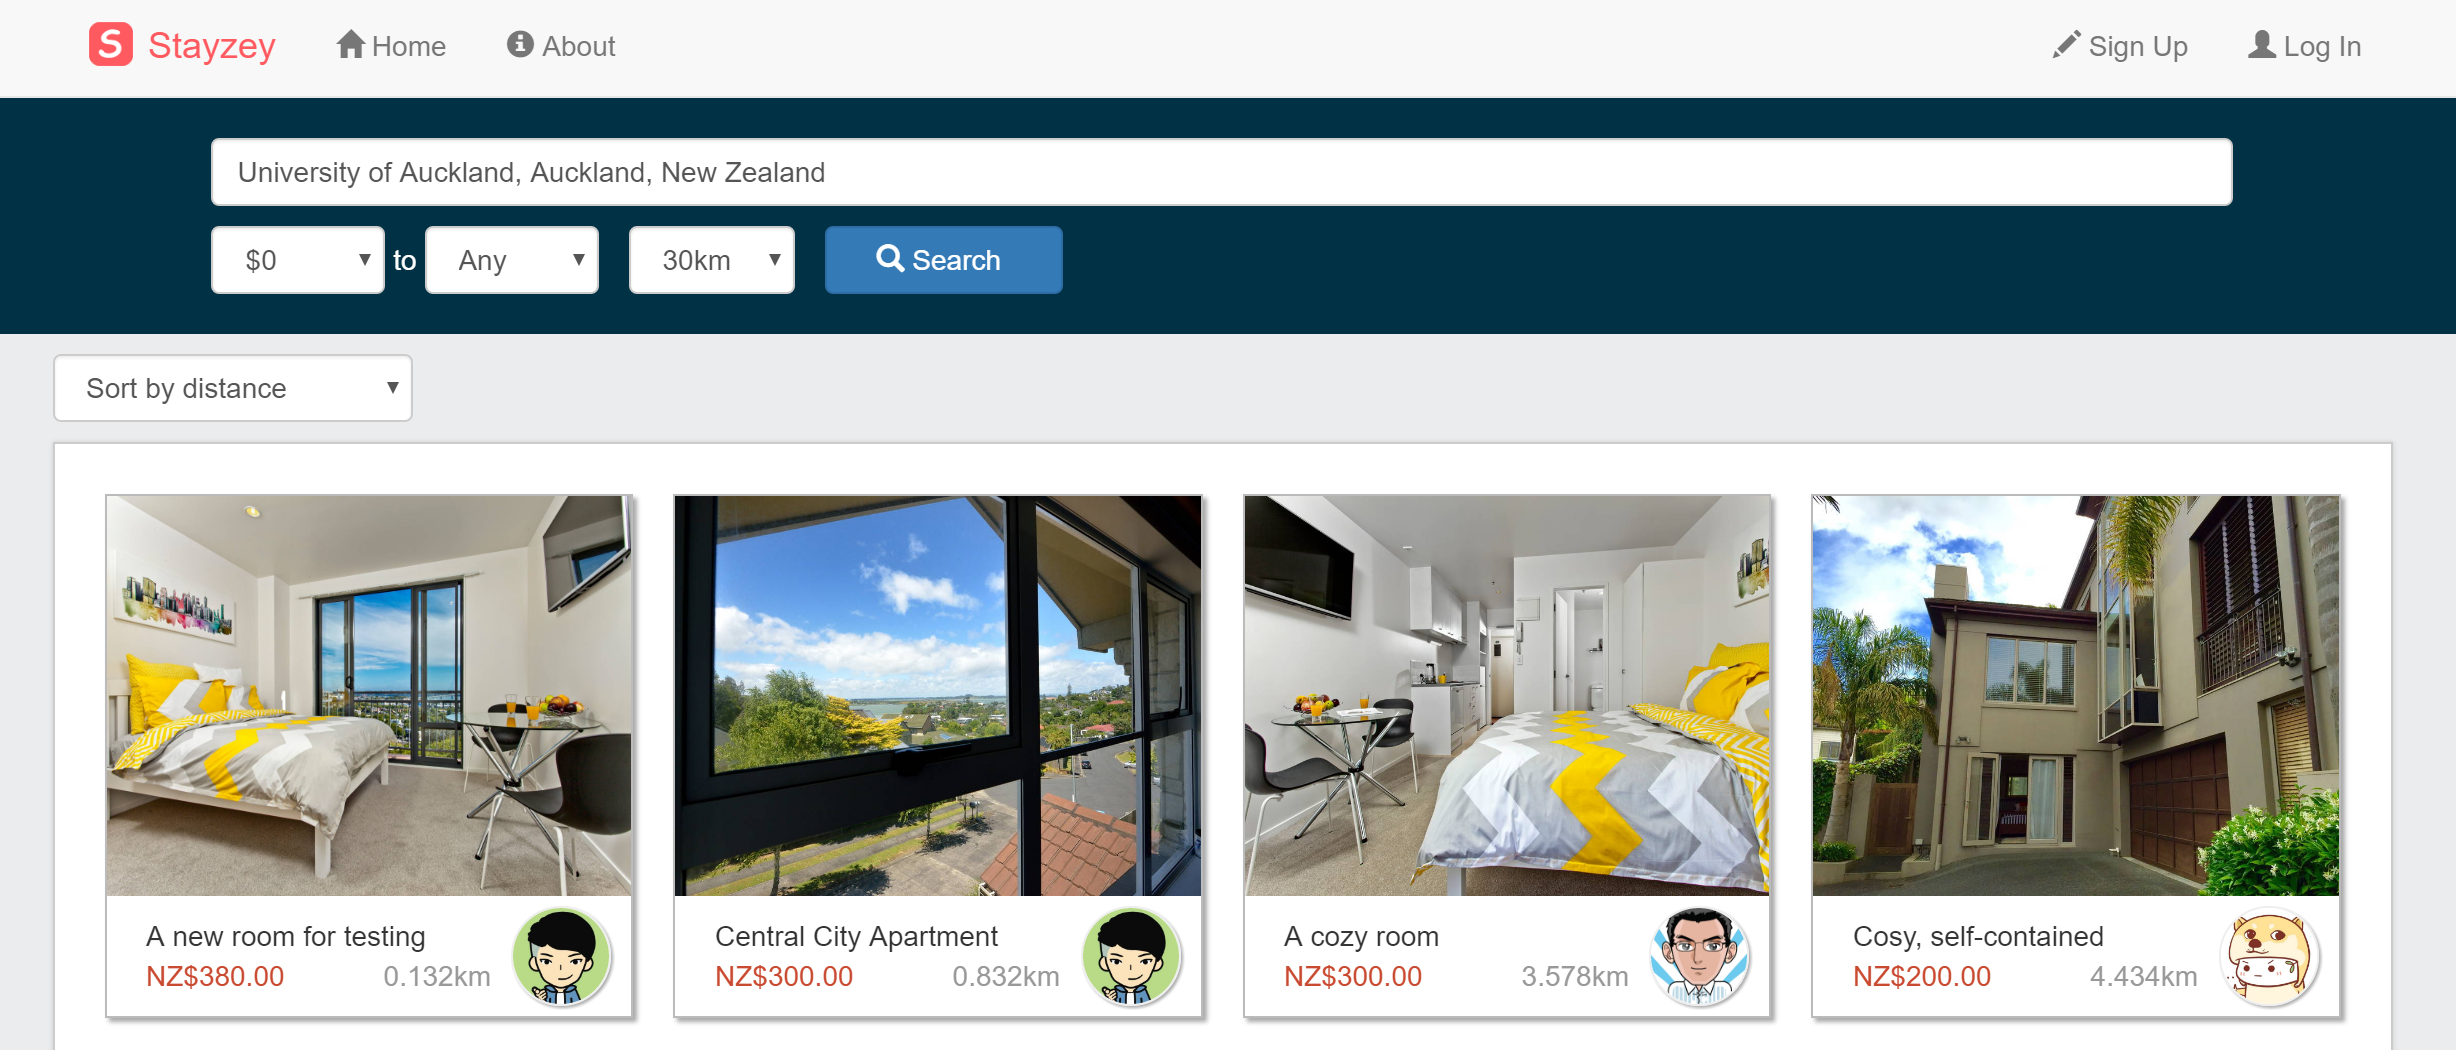 S Stayzey Home About Sign Up Log In
University of Auckland, Auckland, New Zealand
$0 to Any 30km Search
Sort by distance
A new room for testing
NZ$380.00 0.132km
Central City Apartment
NZ$300.00 0.832km
A cozy room
NZ$300.00 3.578km
Cosy, self-contained
NZ$200.00 4.434km